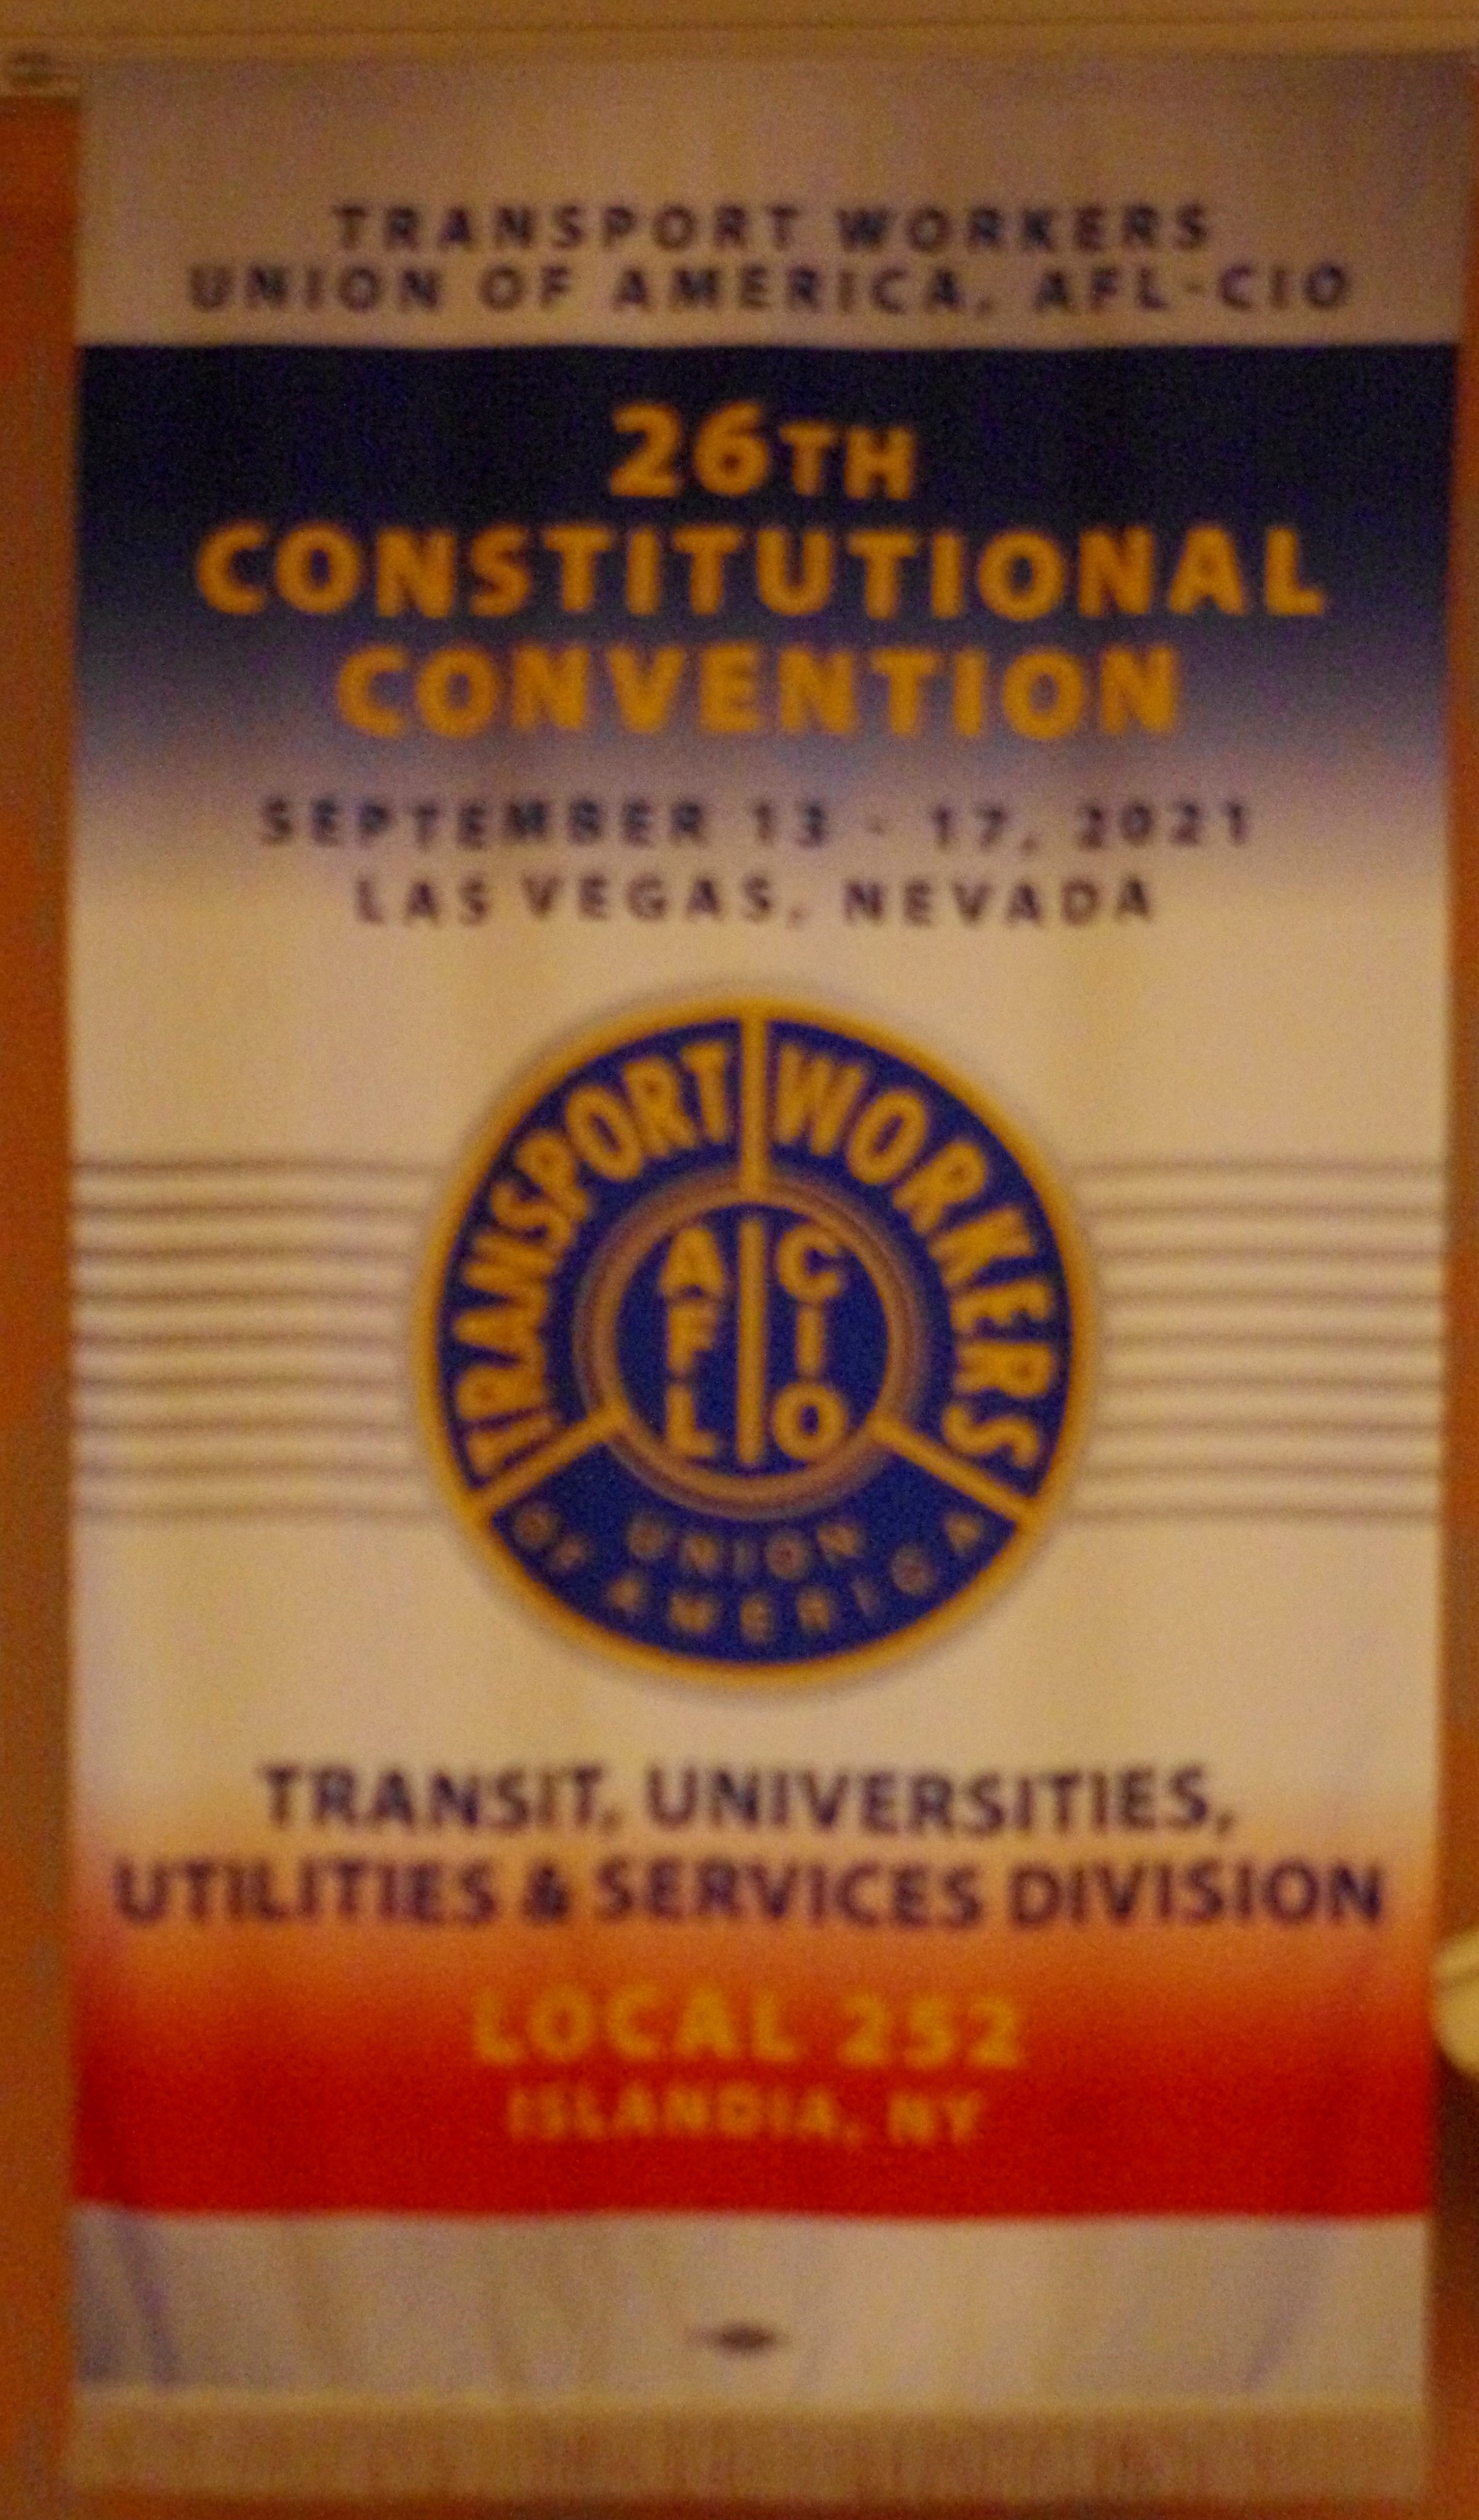 TRANSPORT WORKERS
UNION OF AMERICA, AFL-CIO
26TH
CONSTITUTIONAL
CONVENTION
SEPTEMBER 13 - 17, 2021
LAS VEGAS, NEVADA
TRANSPORT WORKERS
AFL CIO
UNION
OF AMERICA
TRANSIT, UNIVERSITIES,
UTILITIES & SERVICES DIVISION
LOCAL 252
ISLANDIA, NY